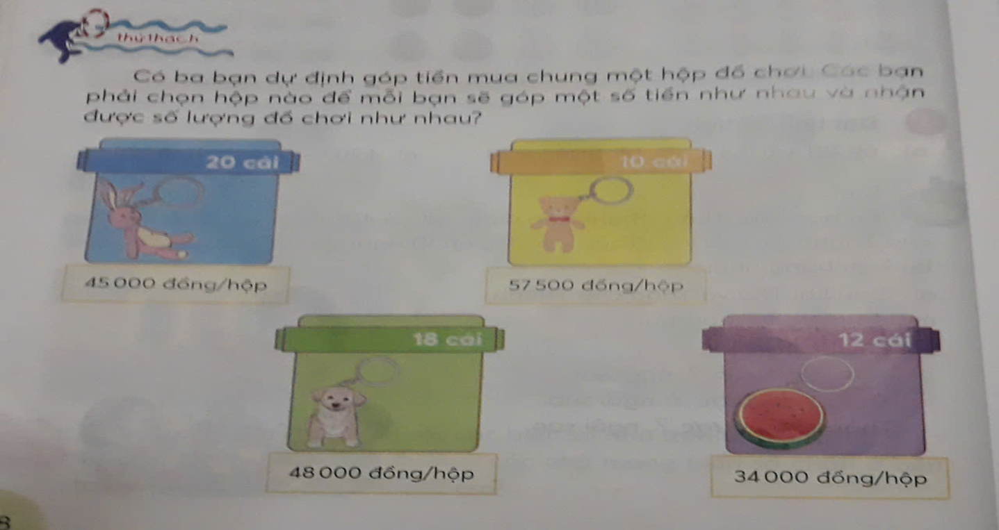 thử thách
Có ba bạn dự định góp tiền mua chung một hộp đồ chơi. Các bạn
phải chọn hộp nào để mỗi bạn sẽ góp một số tiền như nhau và nhận
được số lượng đồ chơi như nhau?
20 cái
10 cái
45 000 đồng/hộp
57 500 đồng/hộp
18 cái
12 cái
48 000 đồng/hộp
34 000 đồng/hộp